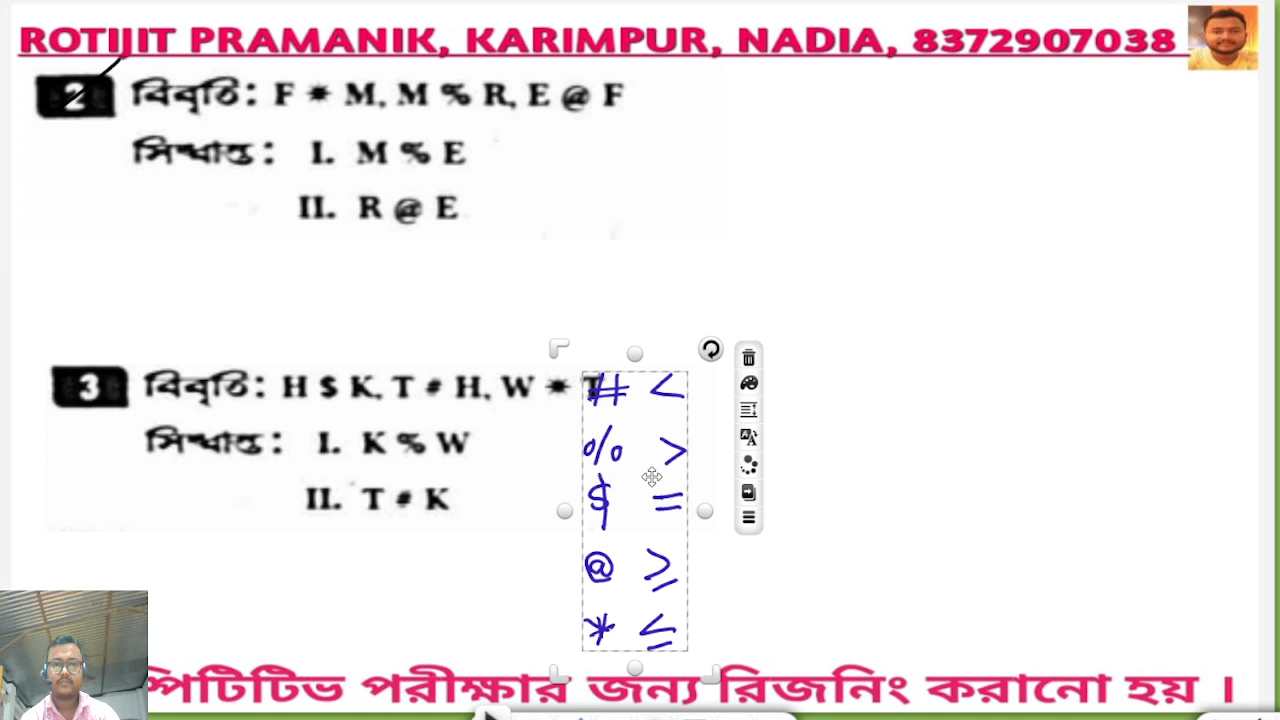 ROTIJIT PRAMANIK, KARIMPUR, NADIA, 8372907038
2 বিবৃতি: F * M, M % R, E @ F
সিদ্ধান্ত: I. M % E
II. R @ E
3 বিবৃতি: H $ K, T # H, W * T
সিদ্ধান্ত: I. K % W
II. T # K
# <
% >
$ =
@ ≥
* ≤
পরীক্ষার জন্য রিজনিং করানো হয় ।